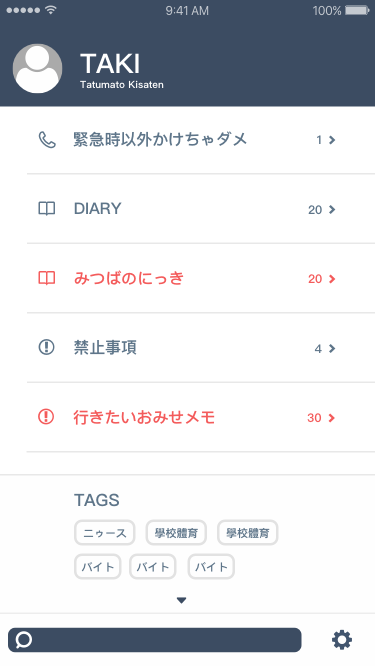 9:41 AM 100%
TAKI
Tatumato Kisaten
緊急時以外かけちゃダメ 1
DIARY 20
みつばのにっき 20
禁止事項 4
行きたいおみせメモ 30
TAGS
ニゥース 學校體育 學校體育
バイト バイト バイト